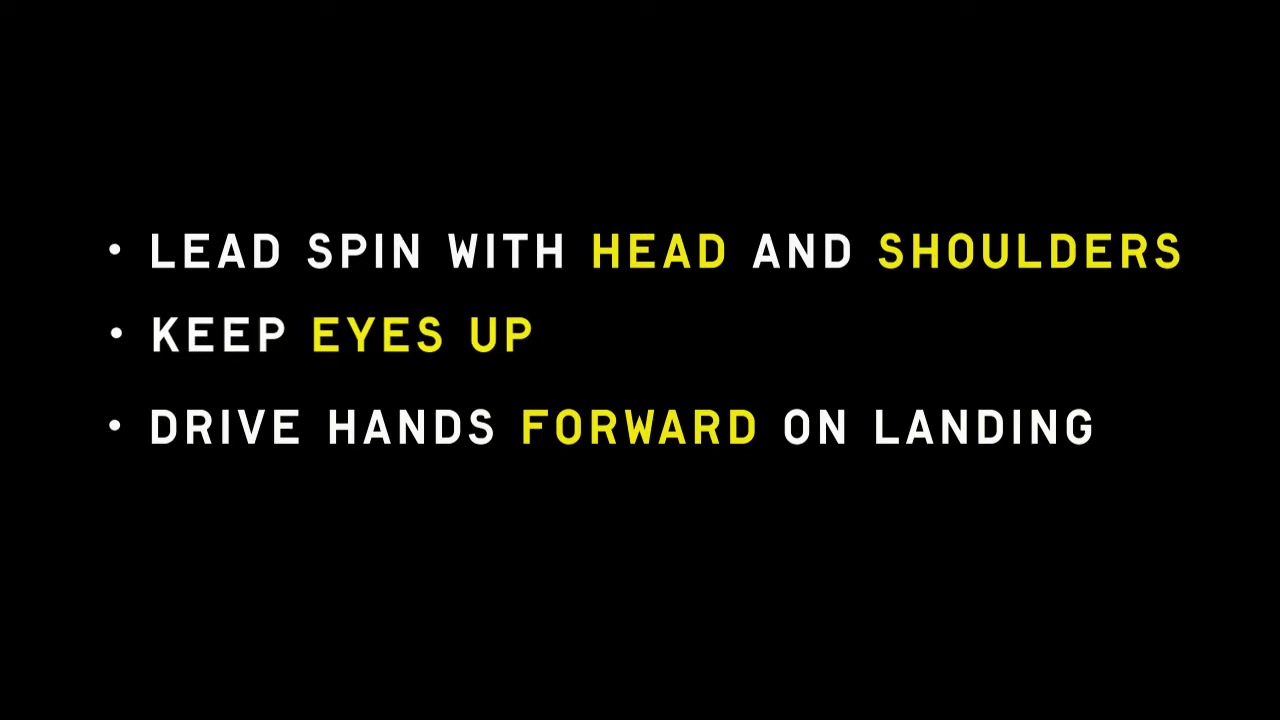 • LEAD SPIN WITH HEAD AND SHOULDERS
• KEEP EYES UP
• DRIVE HANDS FORWARD ON LANDING